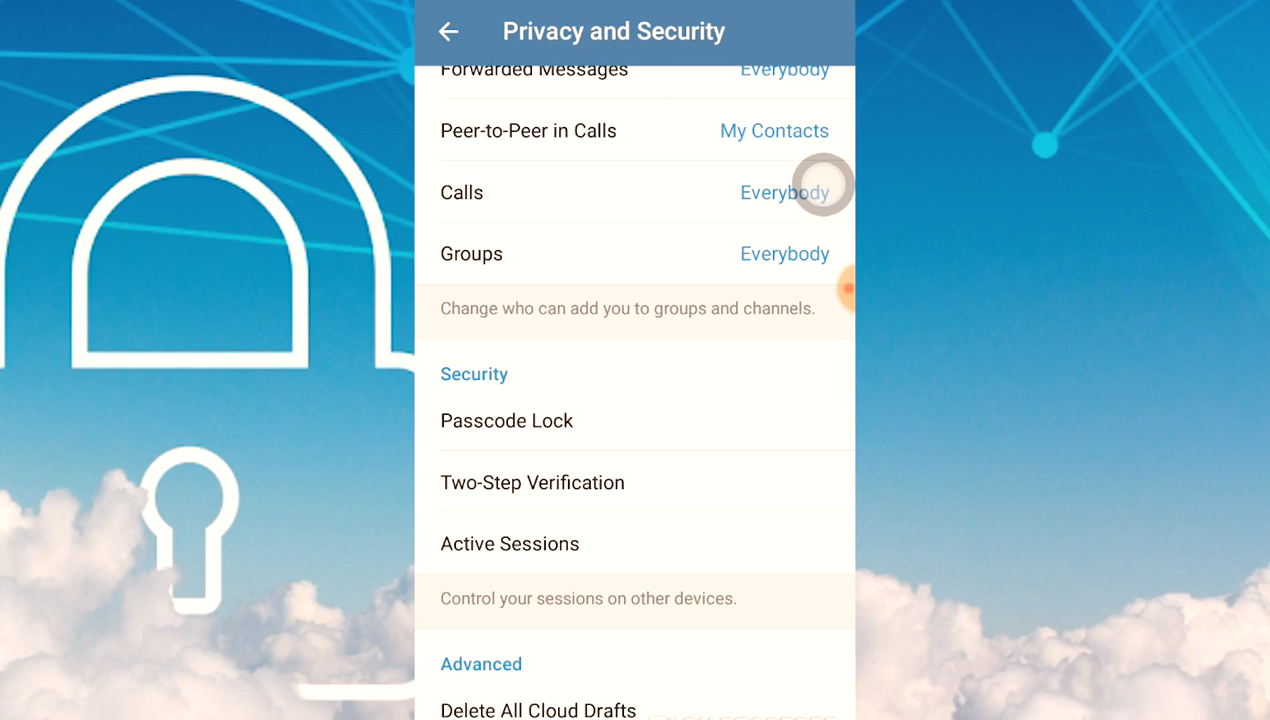 Privacy and Security
Forwarded Messages Everybody
Peer-to-Peer in Calls My Contacts
Calls Everybody
Groups Everybody
Change who can add you to groups and channels.
Security
Passcode Lock
Two-Step Verification
Active Sessions
Control your sessions on other devices.
Advanced
Delete All Cloud Drafts